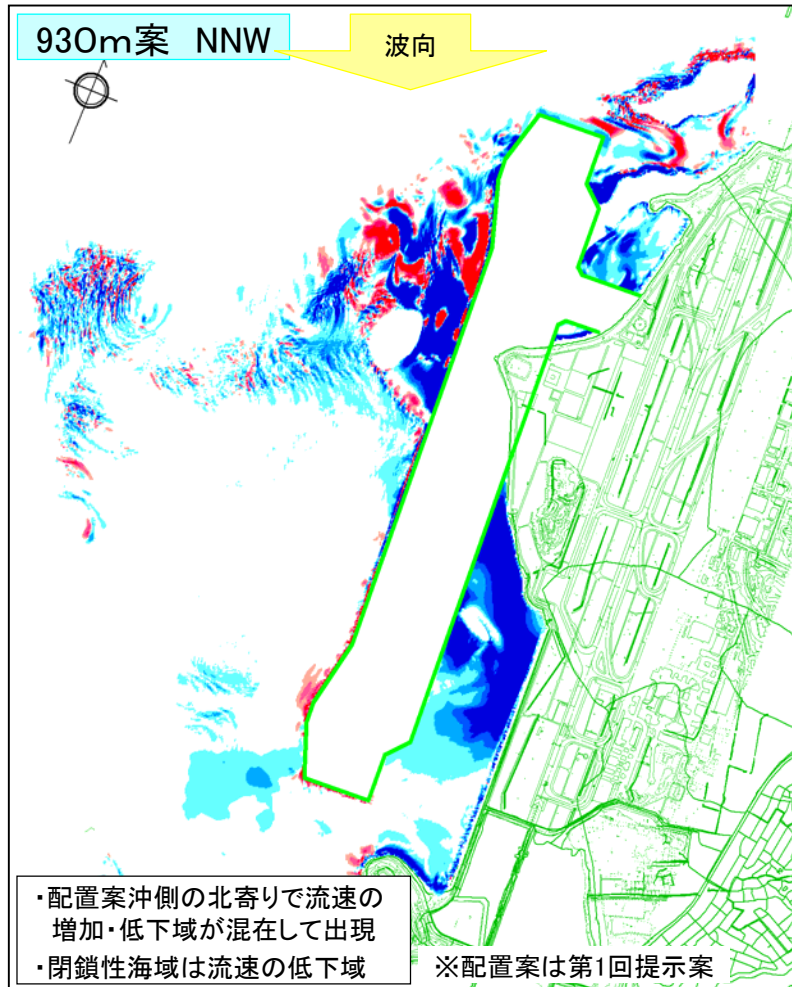 930m案 NNW
波向
・配置案沖側の北寄りで流速の
増加・低下域が混在して出現
・閉鎖性海域は流速の低下域
※配置案は第1回提示案